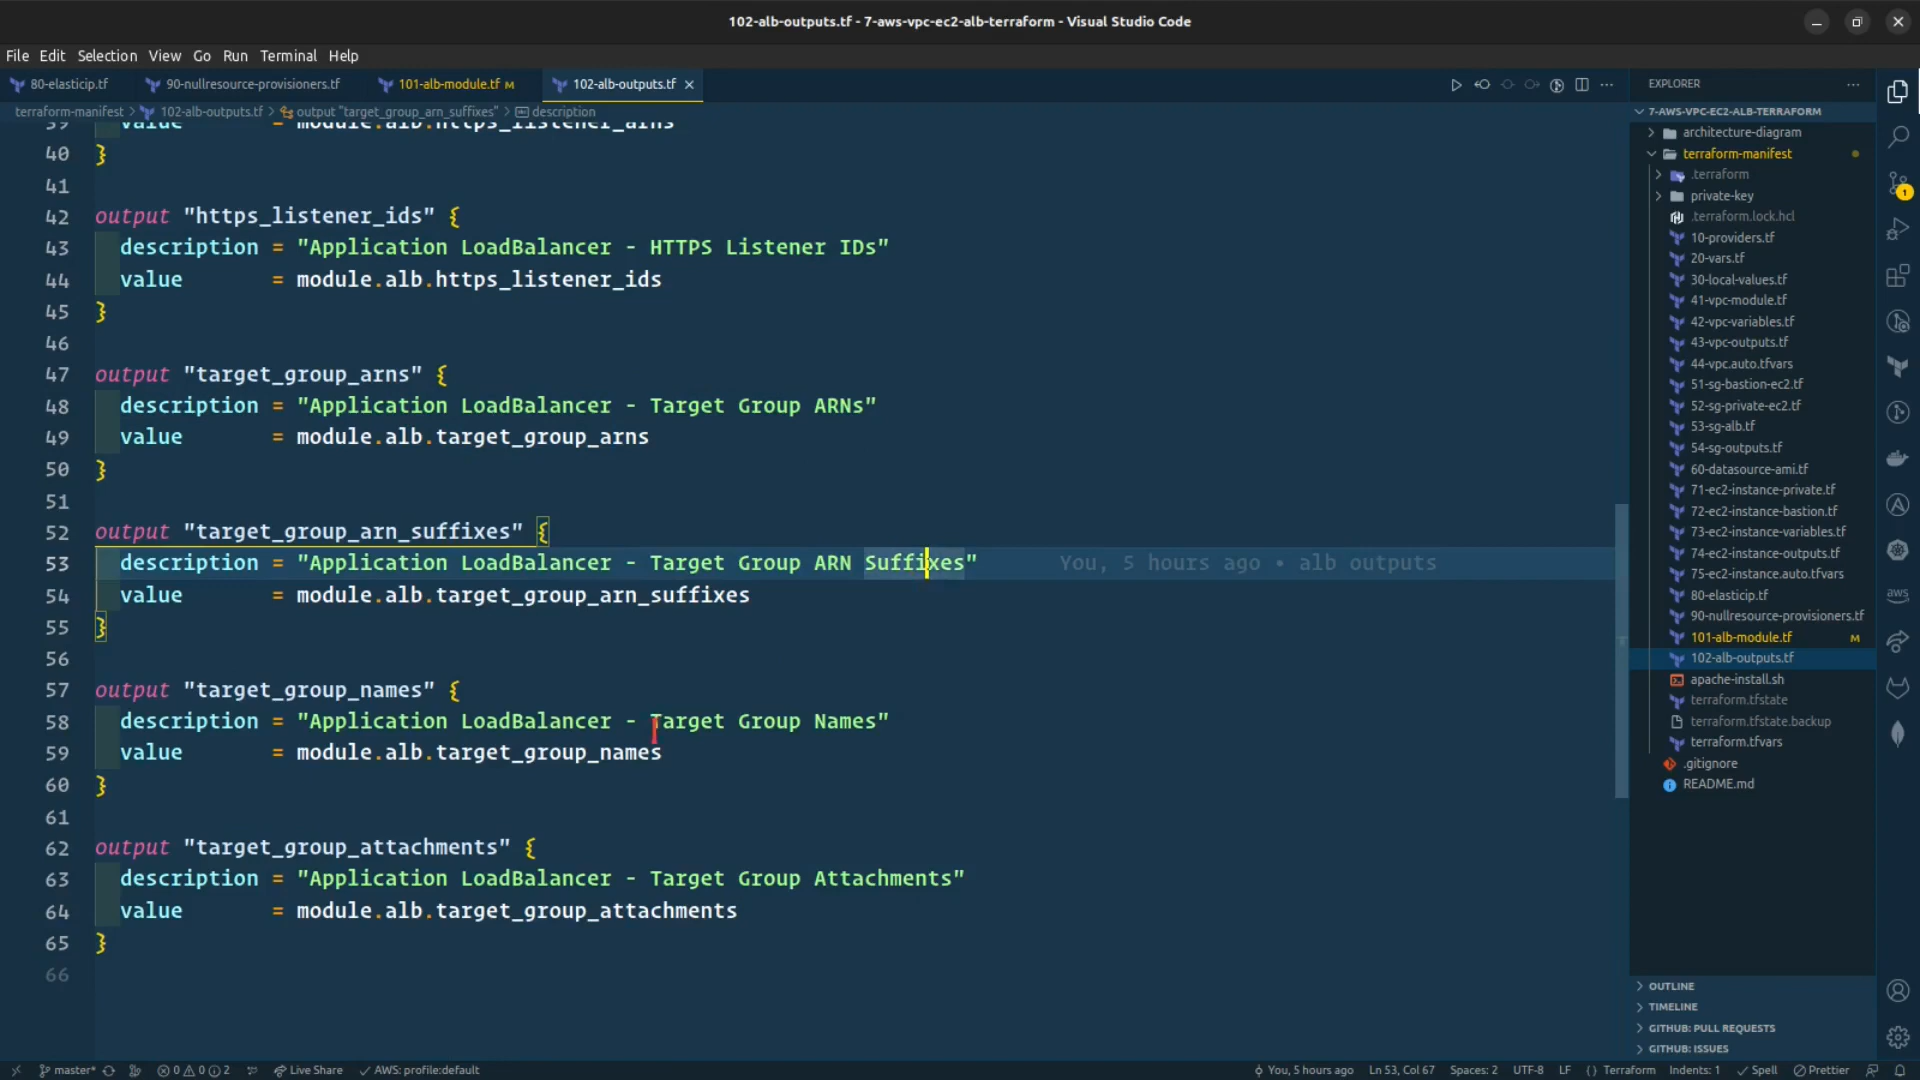 102-alb-outputs.tf - 7-aws-vpc-ec2-alb-terraform - Visual Studio Code
File Edit Selection View Go Run Terminal Help
80-elasticip.tf 90-nullresource-provisioners.tf 101-alb-module.tf M 102-alb-outputs.tf
terraform-manifest > 102-alb-outputs.tf > output "target_group_arn_suffixes" > description
39 value = module.alb.https_listener_arns
40 }
41
42 output "https_listener_ids" {
43 description = "Application LoadBalancer - HTTPS Listener IDs"
44 value = module.alb.https_listener_ids
45 }
46
47 output "target_group_arns" {
48 description = "Application LoadBalancer - Target Group ARNs"
49 value = module.alb.target_group_arns
50 }
51
52 output "target_group_arn_suffixes" {
53 description = "Application LoadBalancer - Target Group ARN Suffixes" You, 5 hours ago • alb outputs
54 value = module.alb.target_group_arn_suffixes
55 }
56
57 output "target_group_names" {
58 description = "Application LoadBalancer - Target Group Names"
59 value = module.alb.target_group_names
60 }
61
62 output "target_group_attachments" {
63 description = "Application LoadBalancer - Target Group Attachments"
64 value = module.alb.target_group_attachments
65 }
66
EXPLORER
7-AWS-VPC-EC2-ALB-TERRAFORM
architecture-diagram
terraform-manifest
.terraform
private-key
.terraform.lock.hcl
10-providers.tf
20-vars.tf
30-local-values.tf
41-vpc-module.tf
42-vpc-variables.tf
43-vpc-outputs.tf
44-vpc.auto.tfvars
51-sg-bastion-ec2.tf
52-sg-private-ec2.tf
53-sg-alb.tf
54-sg-outputs.tf
60-datasource-ami.tf
71-ec2-instance-private.tf
72-ec2-instance-bastion.tf
73-ec2-instance-variables.tf
74-ec2-instance-outputs.tf
75-ec2-instance.auto.tfvars
80-elasticip.tf
90-nullresource-provisioners.tf
101-alb-module.tf M
102-alb-outputs.tf
apache-install.sh
terraform.tfstate
terraform.tfstate.backup
terraform.tfvars
.gitignore
README.md
OUTLINE
TIMELINE
GITHUB: PULL REQUESTS
GITHUB: ISSUES
1
aws
master* 0 0 2 Live Share AWS: profile:default You, 5 hours ago Ln 53, Col 67 Spaces: 2 UTF-8 LF { } Terraform Indents: 1 Spell Prettier